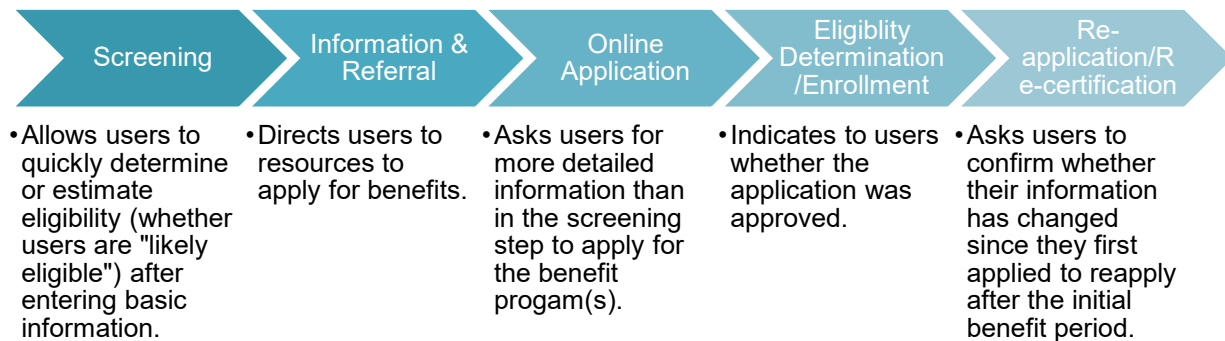 Screening
Information &
Referral
Online
Application
Eligiblity
Determination
/Enrollment
Re-
application/R
e-certification
•Allows users to
quickly determine
or estimate
eligibility (whether
users are "likely
eligible") after
entering basic
information.
•Directs users to
resources to
apply for benefits.
•Asks users for
more detailed
information than
in the screening
step to apply for
the benefit
progam(s).
•Indicates to users
whether the
application was
approved.
•Asks users to
confirm whether
their information
has changed
since they first
applied to reapply
after the initial
benefit period.